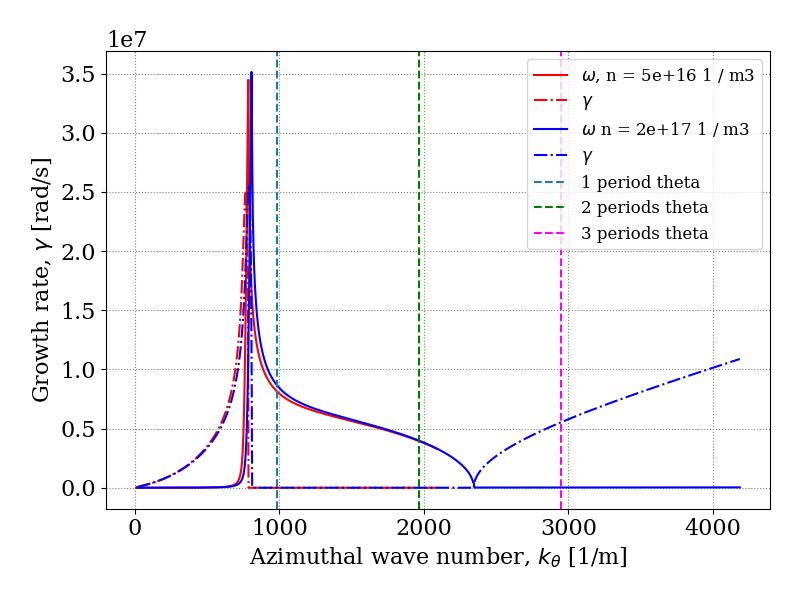 1e7
Growth rate, γ [rad/s]
3.5
3.0
2.5
2.0
1.5
1.0
0.5
0.0
0
1000
2000
3000
4000
Azimuthal wave number, k_θ [1/m]
ω, n = 5e+16 1 / m3
γ
ω n = 2e+17 1 / m3
γ
1 period theta
2 periods theta
3 periods theta